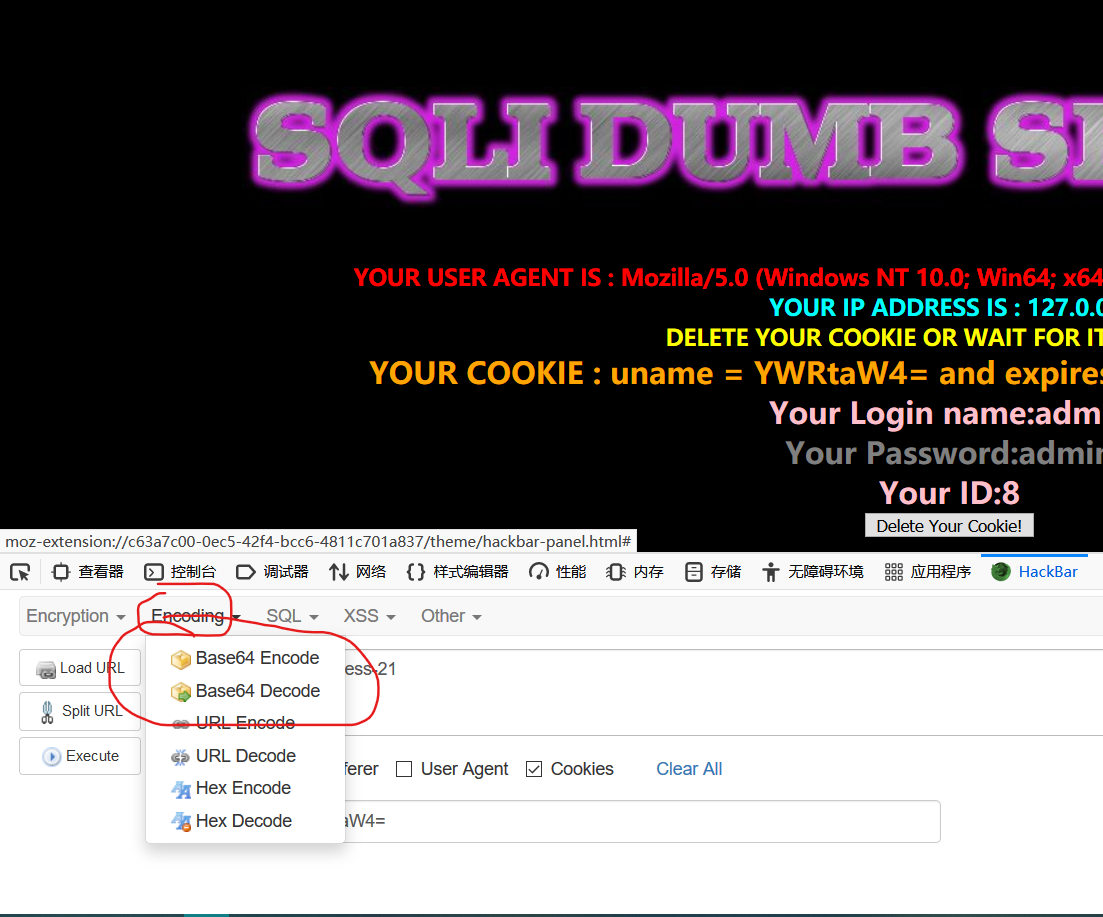 SQLI DUMB S
YOUR USER AGENT IS : Mozilla/5.0 (Windows NT 10.0; Win64; x64
YOUR IP ADDRESS IS : 127.0.0
DELETE YOUR COOKIE OR WAIT FOR IT
YOUR COOKIE : uname = YWRtaW4= and expires
Your Login name:adm
Your Password:admin
Your ID:8
Delete Your Cookie!
moz-extension://c63a7c00-0ec5-42f4-bcc6-4811c701a837/theme/hackbar-panel.html#
查看器 控制台 调试器 网络 样式编辑器 性能 内存 存储 无障碍环境 应用程序 HackBar
Encryption Encoding SQL XSS Other
Load URL
Split URL
Execute
Base64 Encode
Base64 Decode
URL Encode
URL Decode
Hex Encode
Hex Decode
ess-21
ferer User Agent Cookies Clear All
aW4=